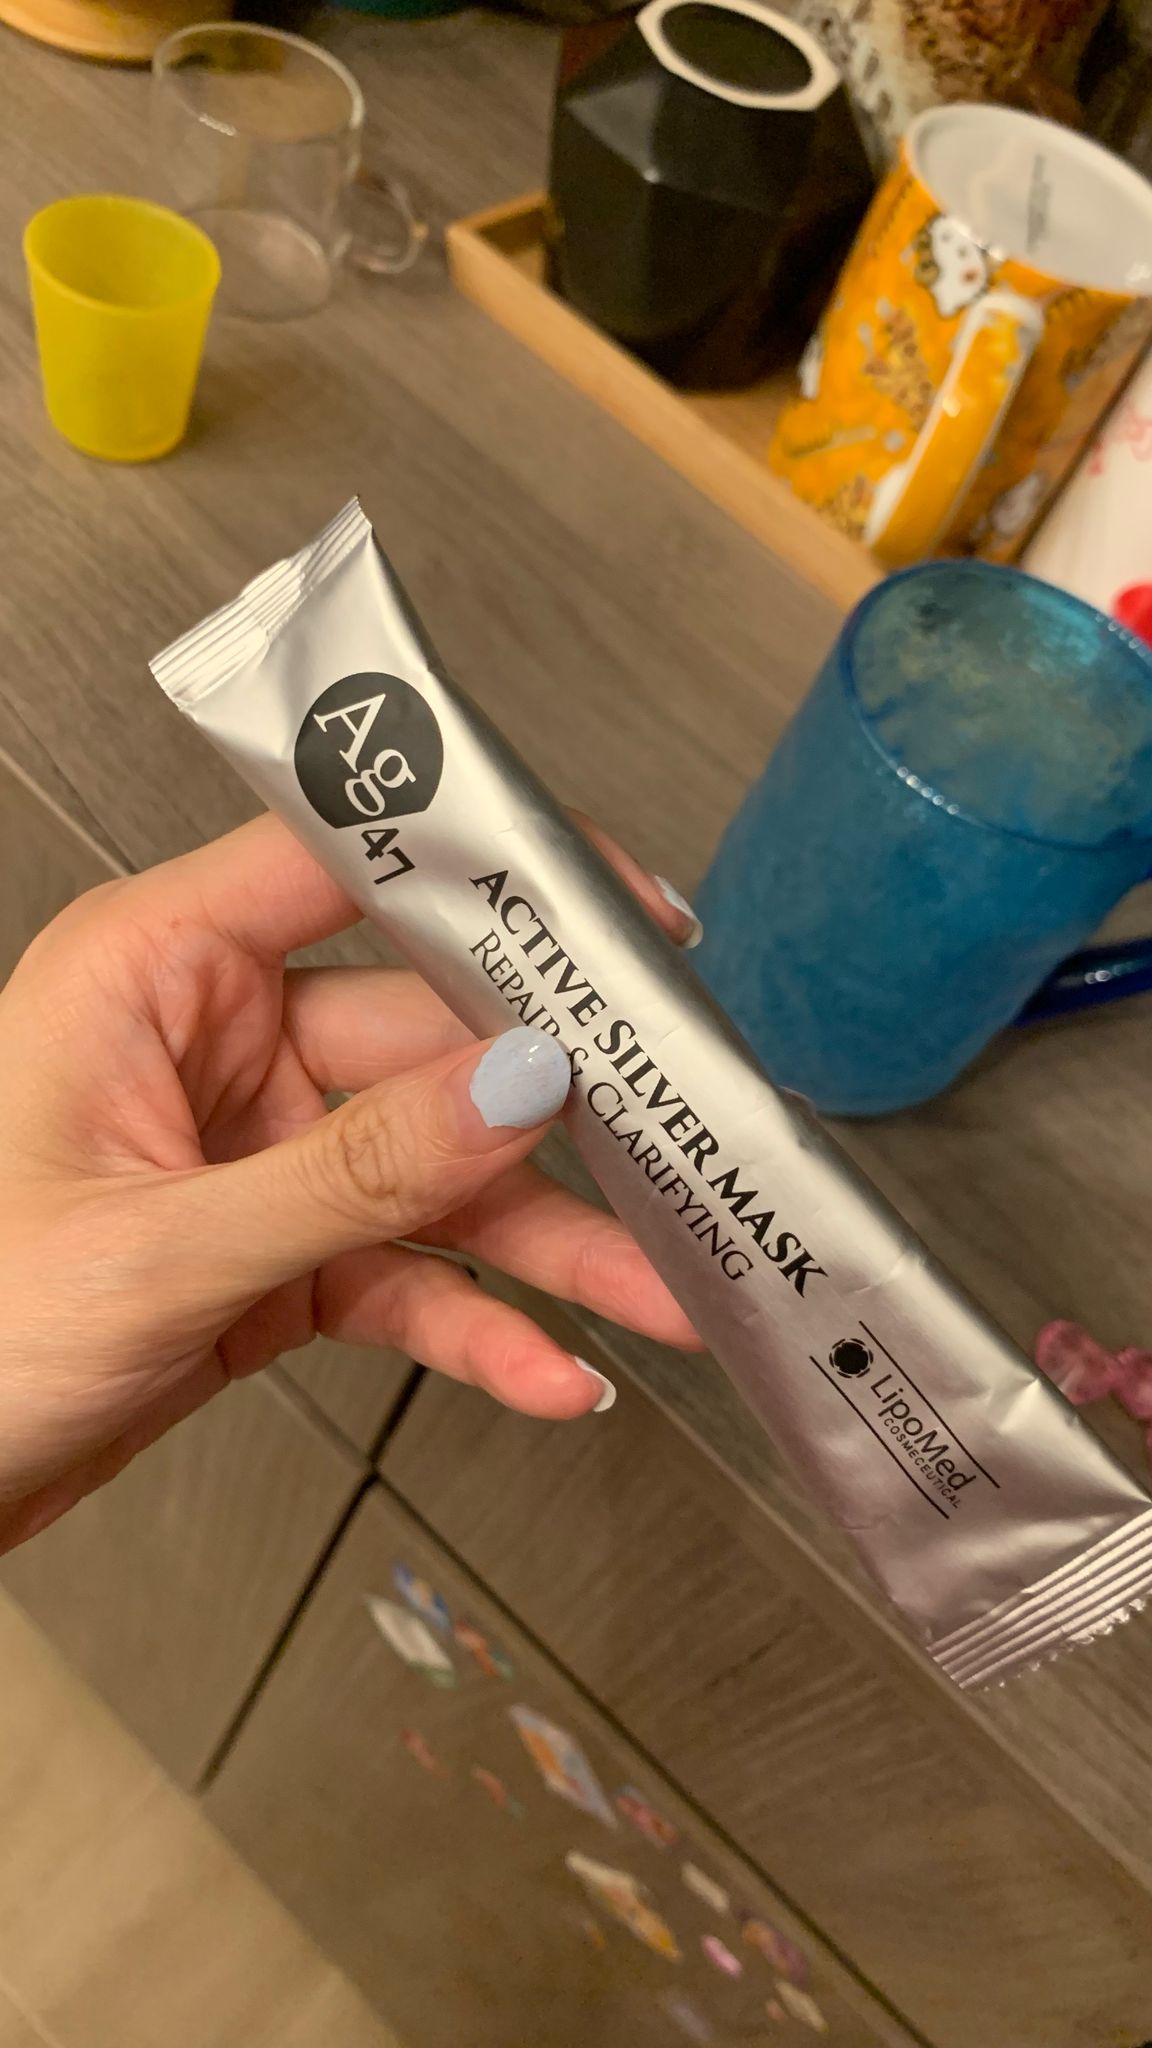 Ag
47
ACTIVE SILVER MASK
REPAIR & CLARIFYING
LipoMed
COSMECEUTICAL